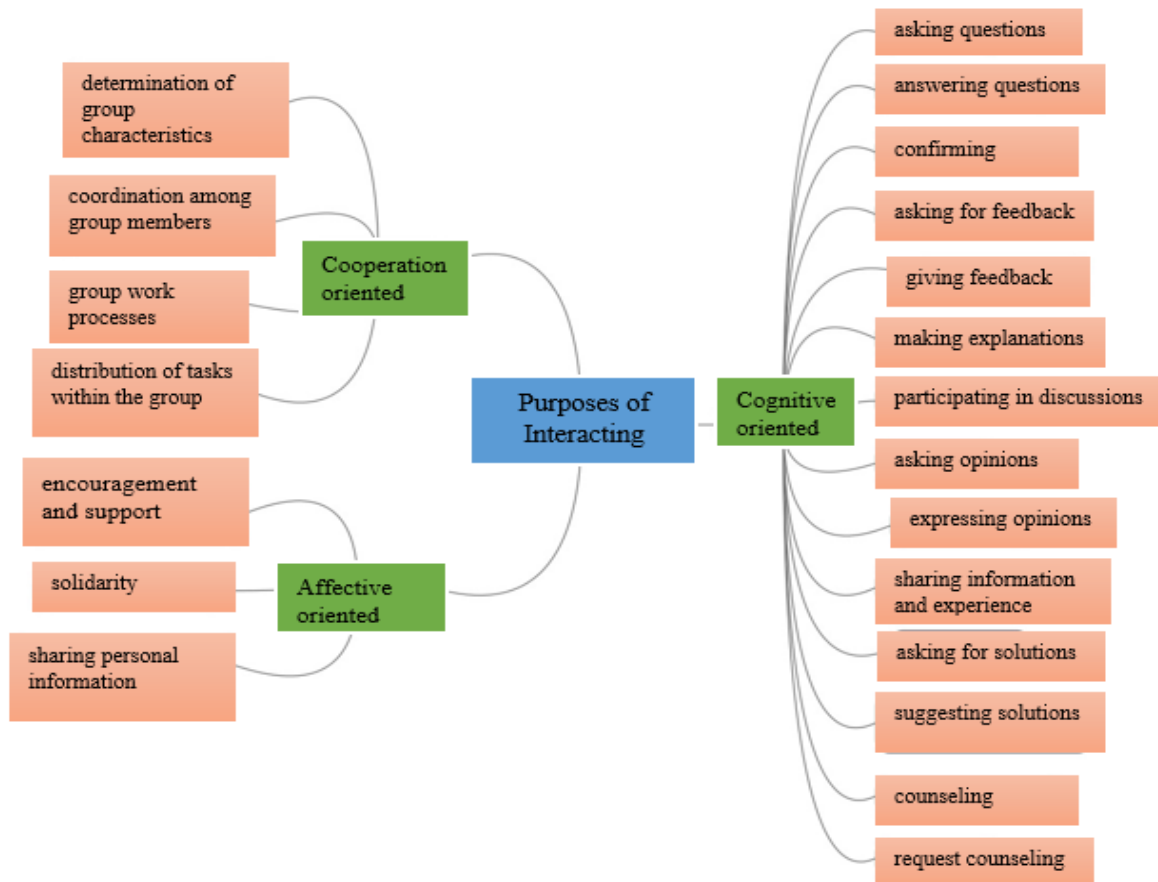 determination of
group
characteristics
coordination among
group members
group work
processes
distribution of tasks
within the group
Cooperation
oriented
encouragement
and support
solidarity
sharing personal
information
Affective
oriented
Purposes of
Interacting
Cognitive
oriented
asking questions
answering questions
confirming
asking for feedback
giving feedback
making explanations
participating in discussions
asking opinions
expressing opinions
sharing information
and experience
asking for solutions
suggesting solutions
counseling
request counseling